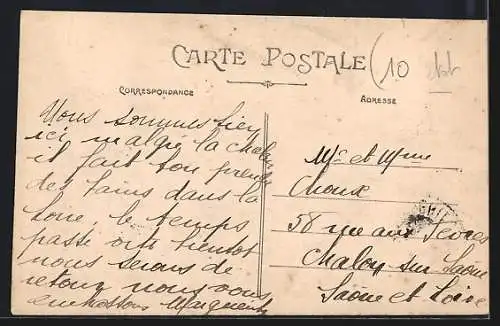 CARTE POSTALE
(10
CORRESPONDANCE
ADRESSE
Nous sommes bien
ici malgré la chaleur
il fait bon prendre
des bains dans la
Loire, le temps
passe vite bientôt
nous serons de
retour nous vous
embrassons Marguerite
Mr et Mme
Choux
58 rue aux Fèvres
Chalon sur Saône
Saône et Loire